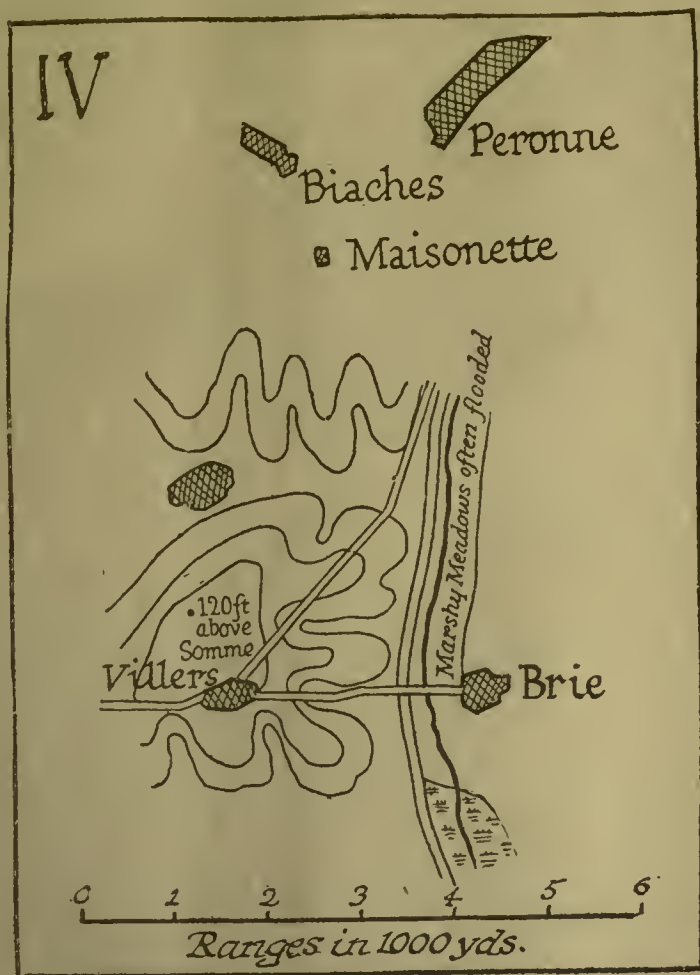 IV
Peronne
Biaches
Maisonette
Marshy Meadows often flooded
.120ft
above
Somme
Villers
Brie
0 1 2 3 4 5 6
Ranges in 1000 yds.